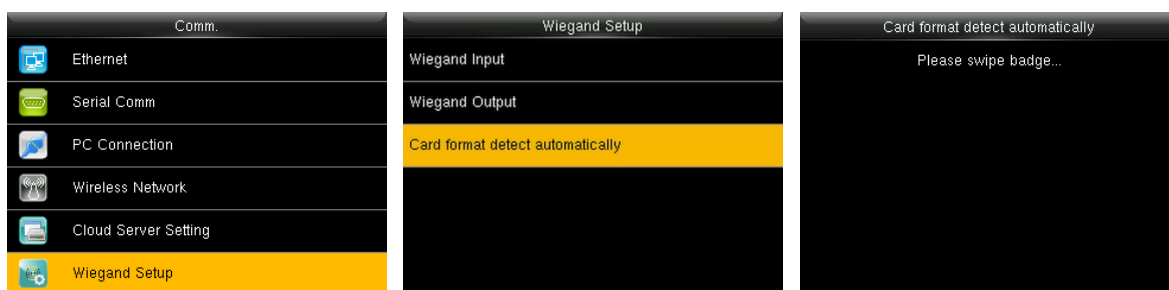 Comm.
Ethernet
Serial Comm
PC Connection
Wireless Network
Cloud Server Setting
Wiegand Setup
Wiegand Setup
Wiegand Input
Wiegand Output
Card format detect automatically
Card format detect automatically
Please swipe badge...